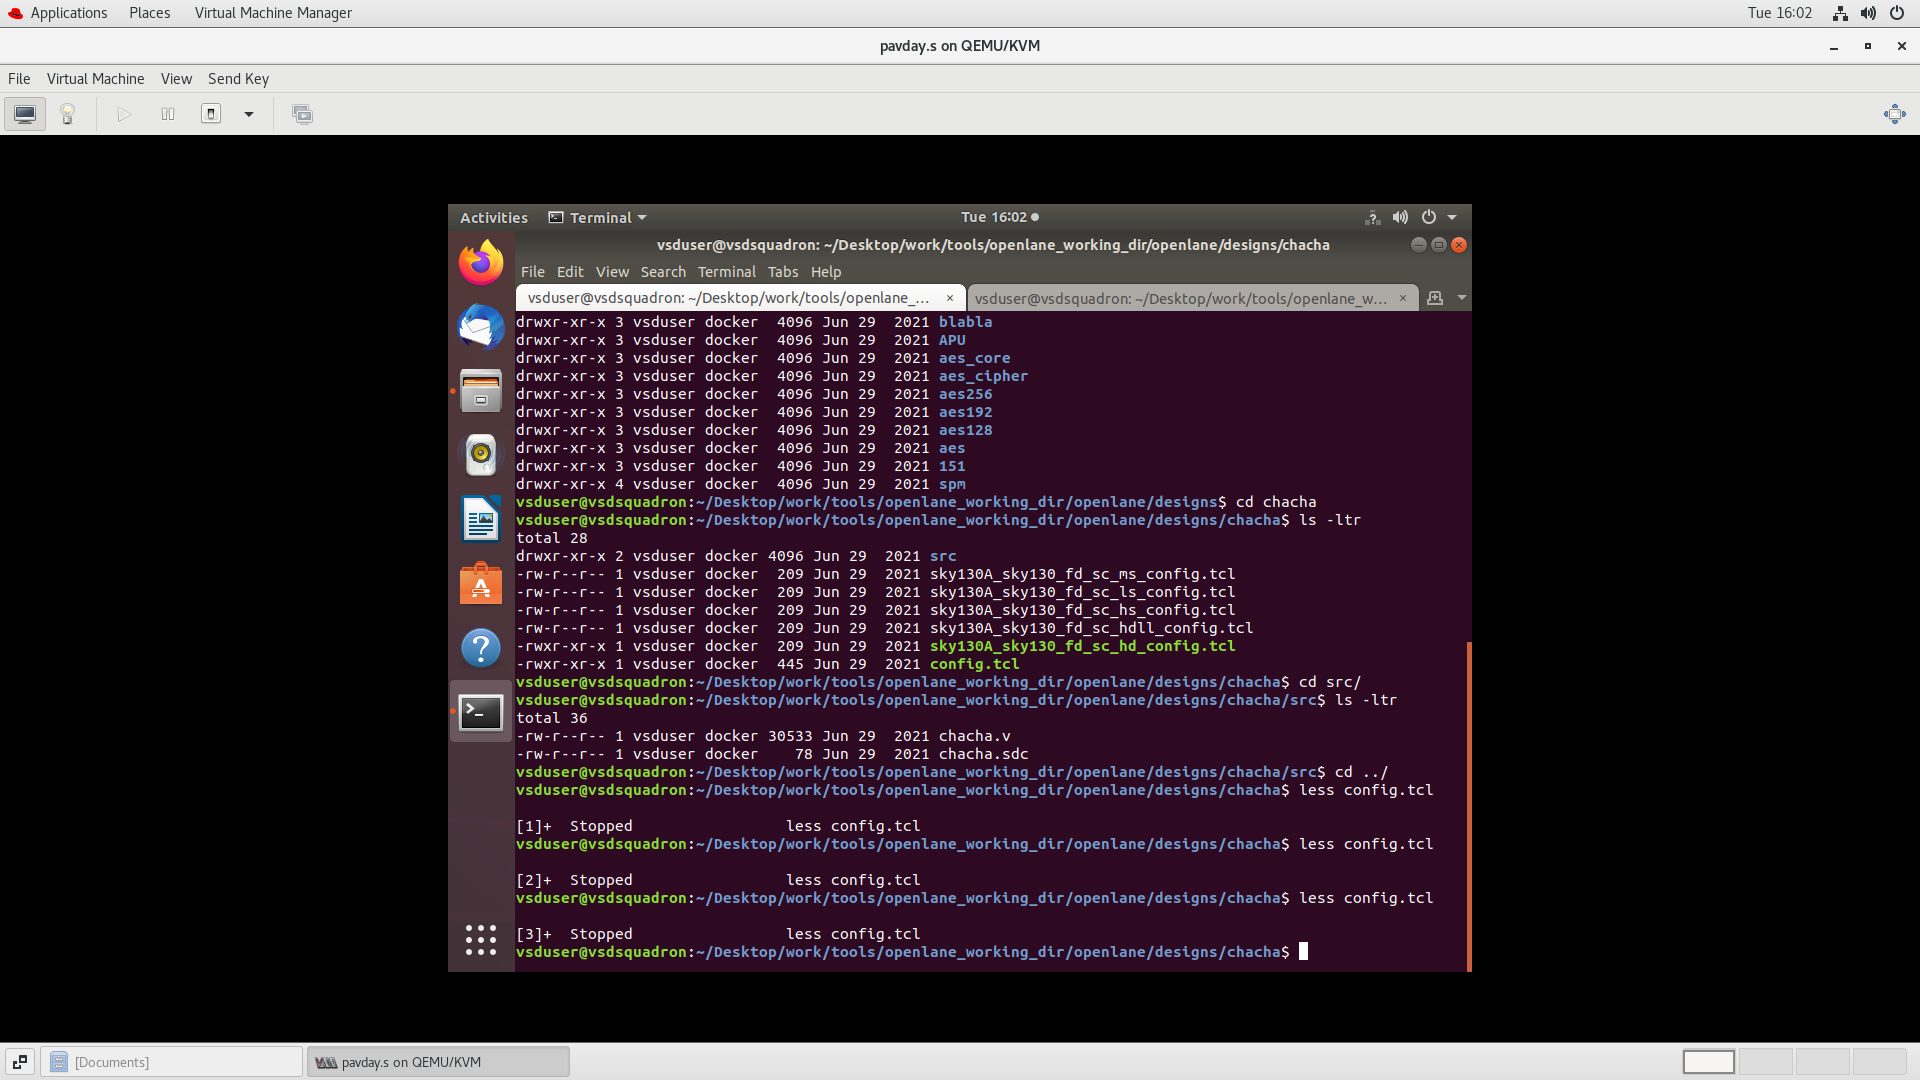 Applications Places Virtual Machine Manager Tue 16:02
pavday.s on QEMU/KVM
File Virtual Machine View Send Key
Activities Terminal Tue 16:02
vsduser@vsdsquadron: ~/Desktop/work/tools/openlane_working_dir/openlane/designs/chacha
File Edit View Search Terminal Tabs Help
vsduser@vsdsquadron: ~/Desktop/work/tools/openlane_... × vsduser@vsdsquadron: ~/Desktop/work/tools/openlane_w... ×
drwxr-xr-x 3 vsduser docker  4096 Jun 29  2021 blabla
drwxr-xr-x 3 vsduser docker  4096 Jun 29  2021 APU
drwxr-xr-x 3 vsduser docker  4096 Jun 29  2021 aes_core
drwxr-xr-x 3 vsduser docker  4096 Jun 29  2021 aes_cipher
drwxr-xr-x 3 vsduser docker  4096 Jun 29  2021 aes256
drwxr-xr-x 3 vsduser docker  4096 Jun 29  2021 aes192
drwxr-xr-x 3 vsduser docker  4096 Jun 29  2021 aes128
drwxr-xr-x 3 vsduser docker  4096 Jun 29  2021 aes
drwxr-xr-x 3 vsduser docker  4096 Jun 29  2021 151
drwxr-xr-x 4 vsduser docker  4096 Jun 29  2021 spm
vsduser@vsdsquadron:~/Desktop/work/tools/openlane_working_dir/openlane/designs$ cd chacha
vsduser@vsdsquadron:~/Desktop/work/tools/openlane_working_dir/openlane/designs/chacha$ ls -ltr
total 28
drwxr-xr-x 2 vsduser docker 4096 Jun 29  2021 src
-rw-r--r-- 1 vsduser docker  209 Jun 29  2021 sky130A_sky130_fd_sc_ms_config.tcl
-rw-r--r-- 1 vsduser docker  209 Jun 29  2021 sky130A_sky130_fd_sc_ls_config.tcl
-rw-r--r-- 1 vsduser docker  209 Jun 29  2021 sky130A_sky130_fd_sc_hs_config.tcl
-rw-r--r-- 1 vsduser docker  209 Jun 29  2021 sky130A_sky130_fd_sc_hdll_config.tcl
-rwxr-xr-x 1 vsduser docker  209 Jun 29  2021 sky130A_sky130_fd_sc_hd_config.tcl
-rwxr-xr-x 1 vsduser docker  445 Jun 29  2021 config.tcl
vsduser@vsdsquadron:~/Desktop/work/tools/openlane_working_dir/openlane/designs/chacha$ cd src/
vsduser@vsdsquadron:~/Desktop/work/tools/openlane_working_dir/openlane/designs/chacha/src$ ls -ltr
total 36
-rw-r--r-- 1 vsduser docker 30533 Jun 29  2021 chacha.v
-rw-r--r-- 1 vsduser docker    78 Jun 29  2021 chacha.sdc
vsduser@vsdsquadron:~/Desktop/work/tools/openlane_working_dir/openlane/designs/chacha/src$ cd ../
vsduser@vsdsquadron:~/Desktop/work/tools/openlane_working_dir/openlane/designs/chacha$ less config.tcl
[1]+  Stopped                 less config.tcl
vsduser@vsdsquadron:~/Desktop/work/tools/openlane_working_dir/openlane/designs/chacha$ less config.tcl
[2]+  Stopped                 less config.tcl
vsduser@vsdsquadron:~/Desktop/work/tools/openlane_working_dir/openlane/designs/chacha$ less config.tcl
[3]+  Stopped                 less config.tcl
vsduser@vsdsquadron:~/Desktop/work/tools/openlane_working_dir/openlane/designs/chacha$
[Documents] pavday.s on QEMU/KVM